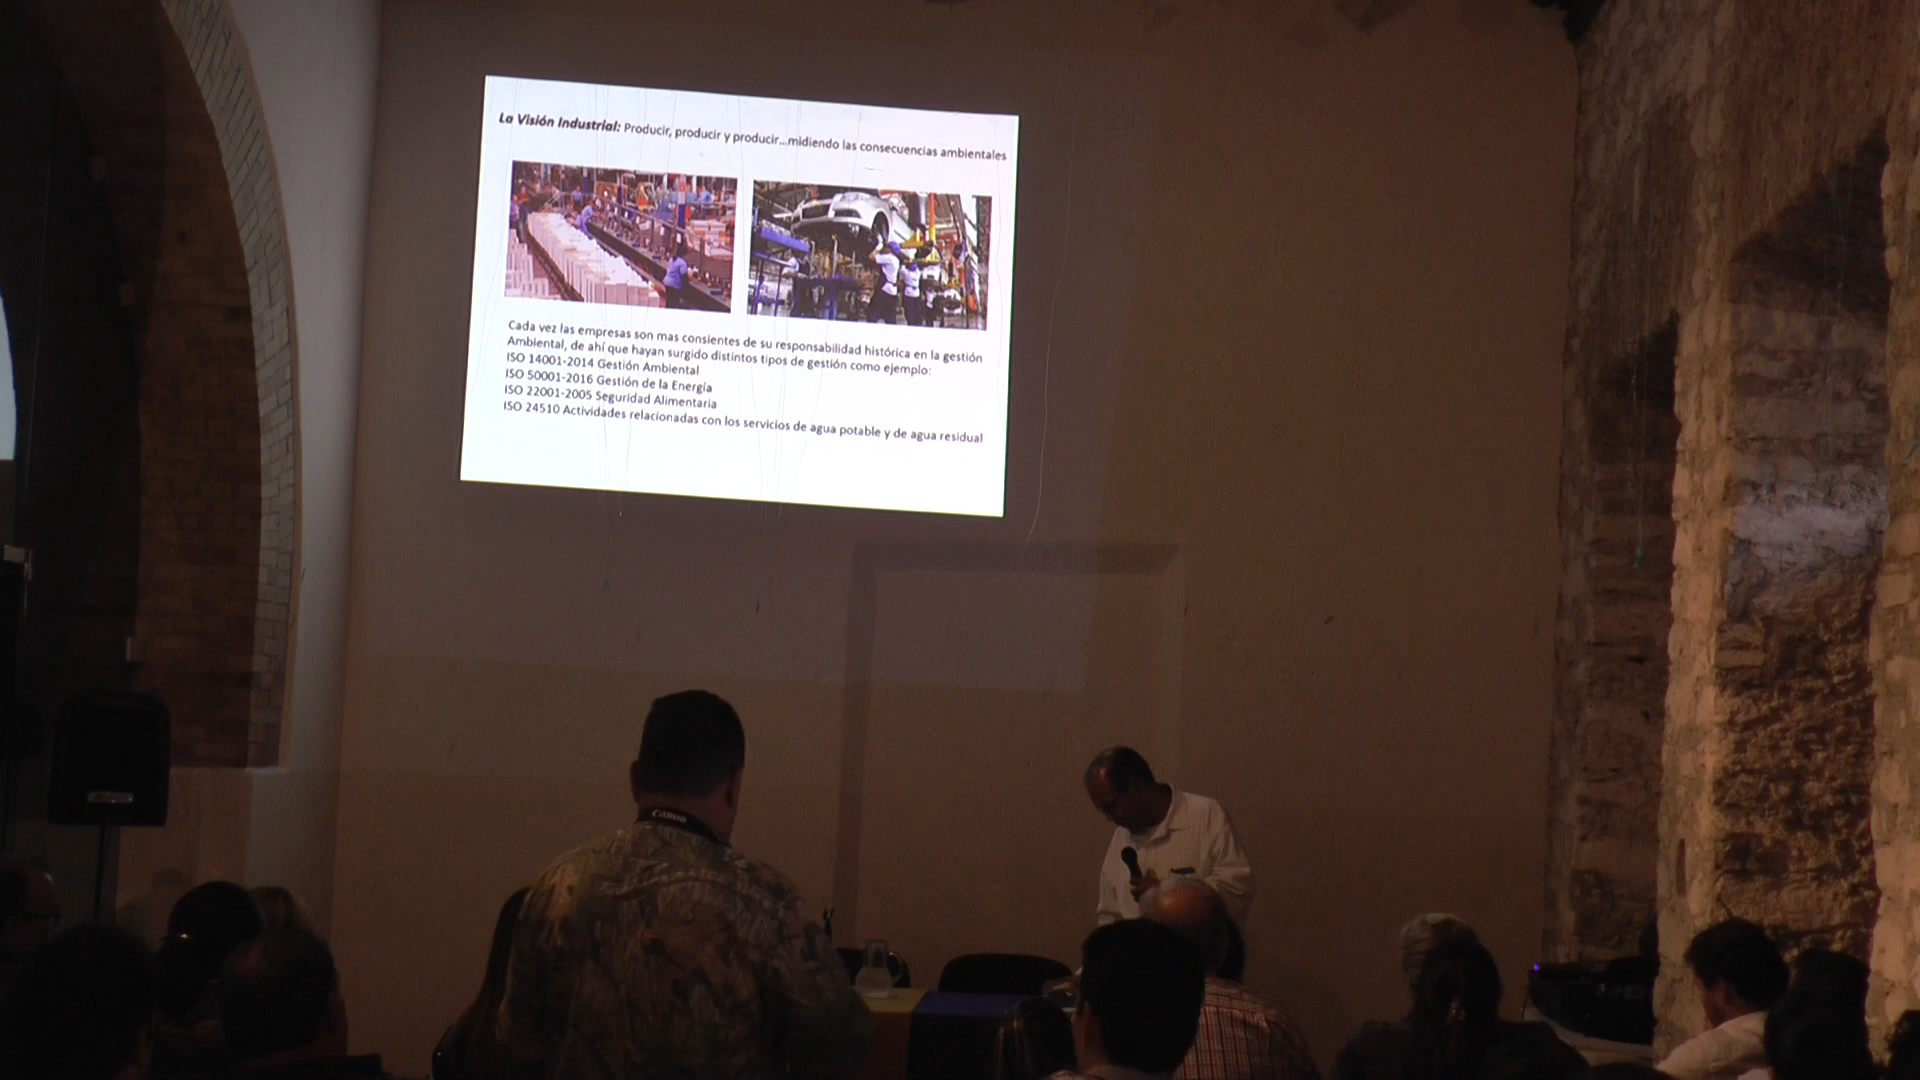 La Visión Industrial: Producir, producir y producir...midiendo las consecuencias ambientales
Cada vez las empresas son mas consientes de su responsabilidad histórica en la gestión
Ambiental, de ahí que hayan surgido distintos tipos de gestión como ejemplo:
ISO 14001-2014 Gestión Ambiental
ISO 50001-2016 Gestión de la Energía
ISO 22001-2005 Seguridad Alimentaria
ISO 24510 Actividades relacionadas con los servicios de agua potable y de agua residual
Canon